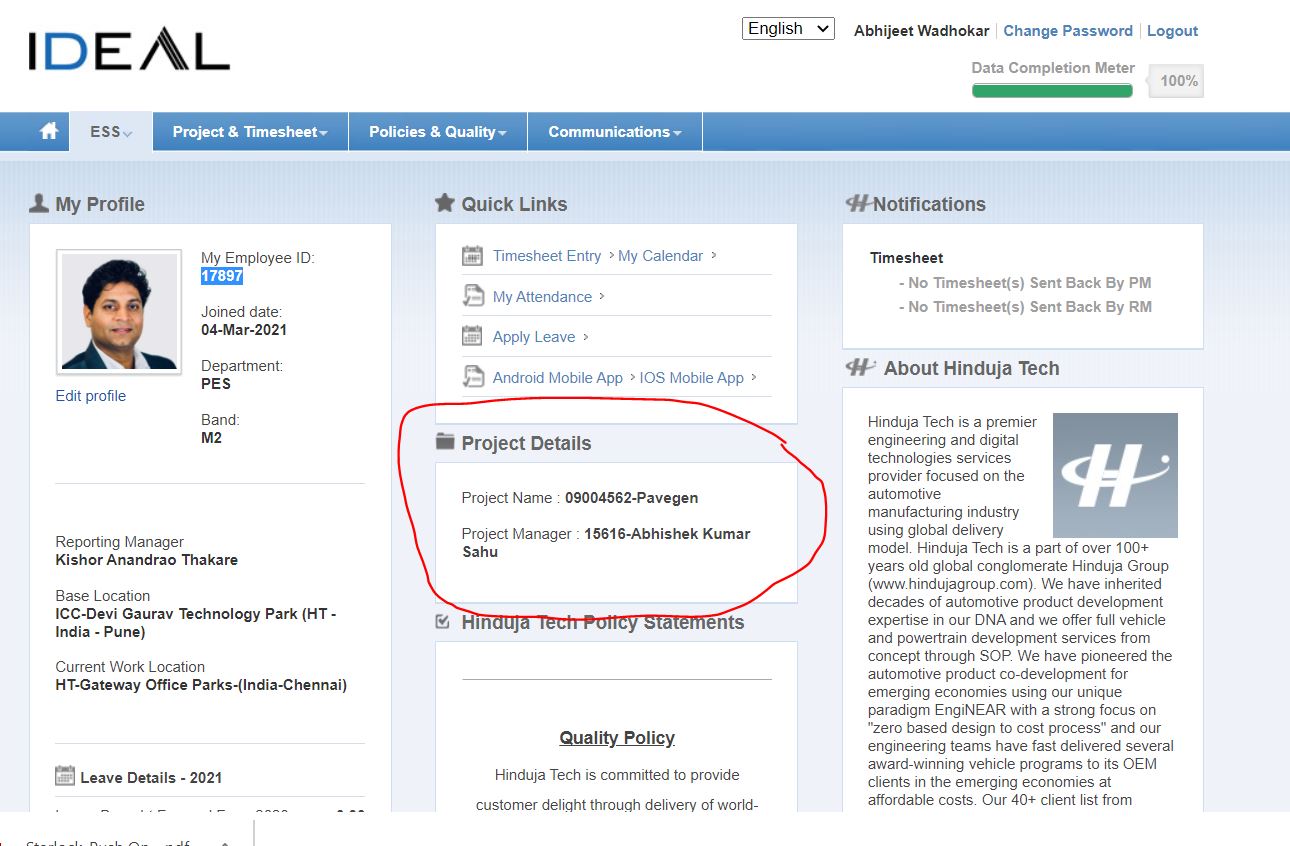 IDEAL
English
Abhijeet Wadhokar
Change Password
Logout
Data Completion Meter
100%
ESS
Project & Timesheet
Policies & Quality
Communications
My Profile
My Employee ID:
17897
Joined date:
04-Mar-2021
Department:
PES
Band:
M2
Edit profile
Reporting Manager
Kishor Anandrao Thakare
Base Location
ICC-Devi Gaurav Technology Park (HT -
India - Pune)
Current Work Location
HT-Gateway Office Parks-(India-Chennai)
Leave Details - 2021
Quick Links
Timesheet Entry My Calendar
My Attendance
Apply Leave
Android Mobile App IOS Mobile App
Project Details
Project Name : 09004562-Pavegen
Project Manager : 15616-Abhishek Kumar
Sahu
Hinduja Tech Policy Statements
Quality Policy
Hinduja Tech is committed to provide
customer delight through delivery of world-
Notifications
Timesheet
- No Timesheet(s) Sent Back By PM
- No Timesheet(s) Sent Back By RM
About Hinduja Tech
Hinduja Tech is a premier
engineering and digital
technologies services
provider focused on the
automotive
manufacturing industry
using global delivery
model. Hinduja Tech is a part of over 100+
years old global conglomerate Hinduja Group
(www.hindujagroup.com). We have inherited
decades of automotive product development
expertise in our DNA and we offer full vehicle
and powertrain development services from
concept through SOP. We have pioneered the
automotive product co-development for
emerging economies using our unique
paradigm EngiNEAR with a strong focus on
"zero based design to cost process" and our
engineering teams have fast delivered several
award-winning vehicle programs to its OEM
clients in the emerging economies at
affordable costs. Our 40+ client list from